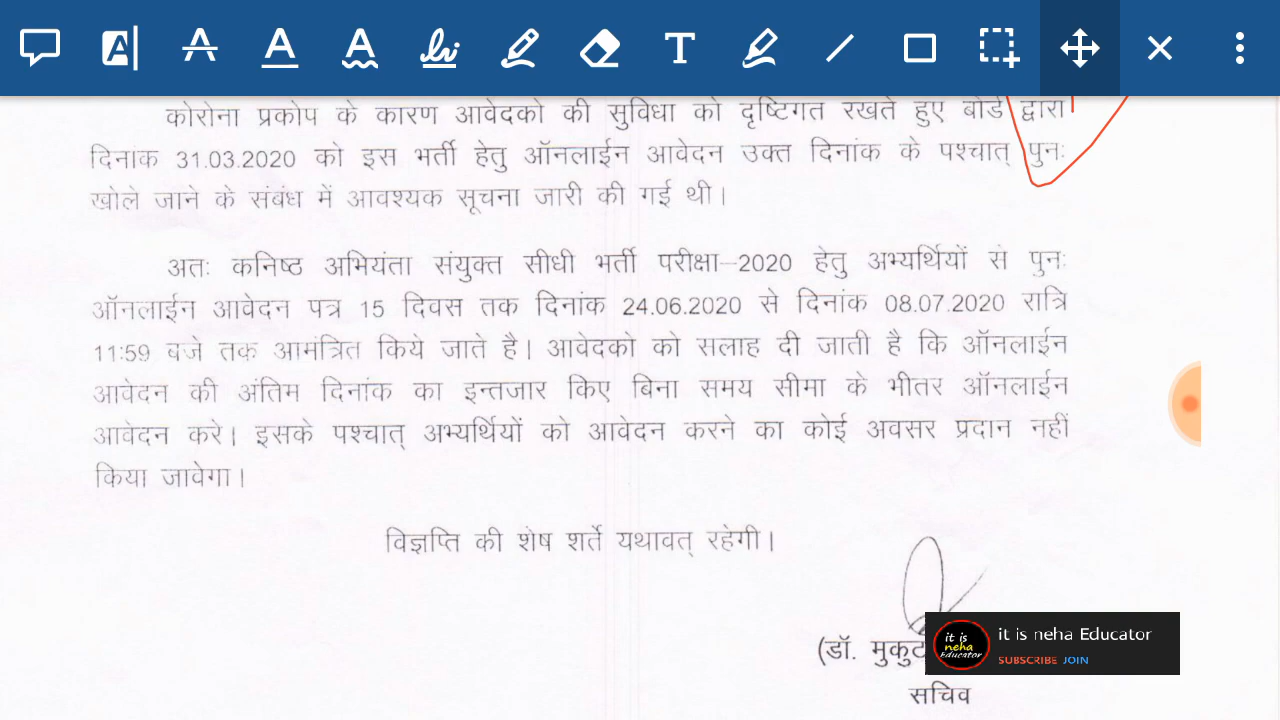 कोरोना प्रकोप के कारण आवेदको की सुविधा को दृष्टिगत रखते हुए बोर्ड द्वारा
दिनांक 31.03.2020 को इस भर्ती हेतु ऑनलाईन आवेदन उक्त दिनांक के पश्चात् पुनः
खोले जाने के संबंध में आवश्यक सूचना जारी की गई थी।
अतः कनिष्ठ अभियंता संयुक्त सीधी भर्ती परीक्षा–2020 हेतु अभ्यर्थियों से पुनः
ऑनलाईन आवेदन पत्र 15 दिवस तक दिनांक 24.06.2020 से दिनांक 08.07.2020 रात्रि
11:59 बजे तक आमंत्रित किये जाते है। आवेदको को सलाह दी जाती है कि ऑनलाईन
आवेदन की अंतिम दिनांक का इन्तजार किए बिना समय सीमा के भीतर ऑनलाईन
आवेदन करे। इसके पश्चात् अभ्यर्थियों को आवेदन करने का कोई अवसर प्रदान नहीं
किया जावेगा।
विज्ञप्ति की शेष शर्ते यथावत् रहेगी।
(डॉ. मुकुट
सचिव
it is neha Educator
it is neha Educator
SUBSCRIBE JOIN